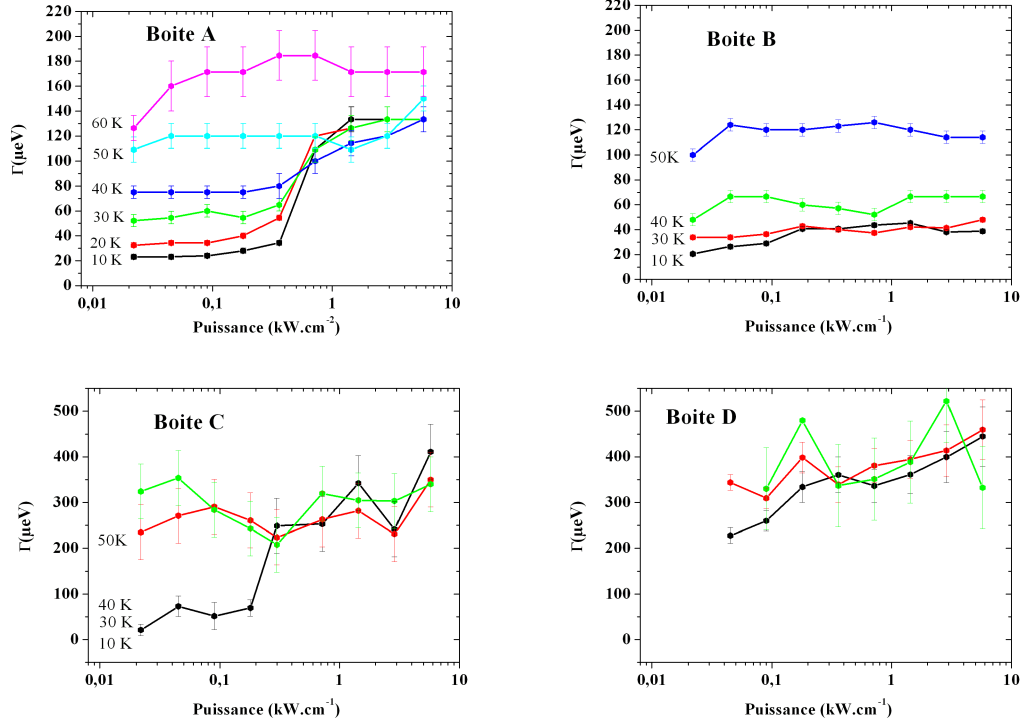 Boite A
Γ(µeV)
220
200
180
160
140
120
100
80
60
40
20
0
60 K
50 K
40 K
30 K
20 K
10 K
0,01 0,1 1 10
Puissance (kW.cm⁻²)
Boite B
Γ(µeV)
220
200
180
160
140
120
100
80
60
40
20
0
50K
40 K
30 K
10 K
0,01 0,1 1 10
Puissance (kW.cm⁻¹)
Boite C
Γ(µeV)
500
400
300
200
100
0
50K
40 K
30 K
10 K
0,01 0,1 1 10
Puissance (kW.cm⁻¹)
Boite D
Γ(µeV)
500
400
300
200
100
0
0,01 0,1 1 10
Puissance (kW.cm⁻¹)